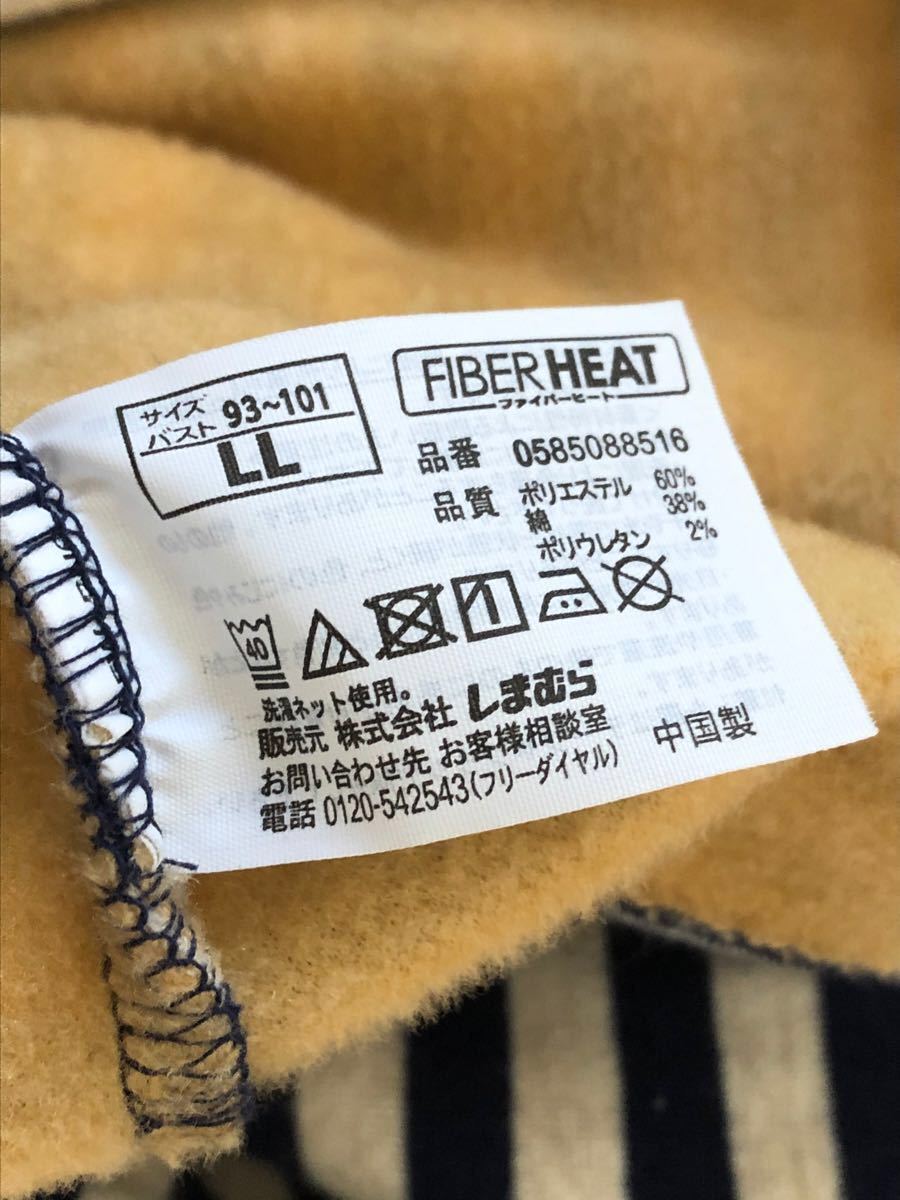 サイズ
バスト 93~101
LL
FIBER HEAT
ファイバーヒート
品番 0585088516
品質 ポリエステル 60%
綿 38%
ポリウレタン 2%
40
洗濯ネット使用。
販売元 株式会社 しまむら
お問い合わせ先 お客様相談室
電話 0120-542543(フリーダイヤル)
中国製